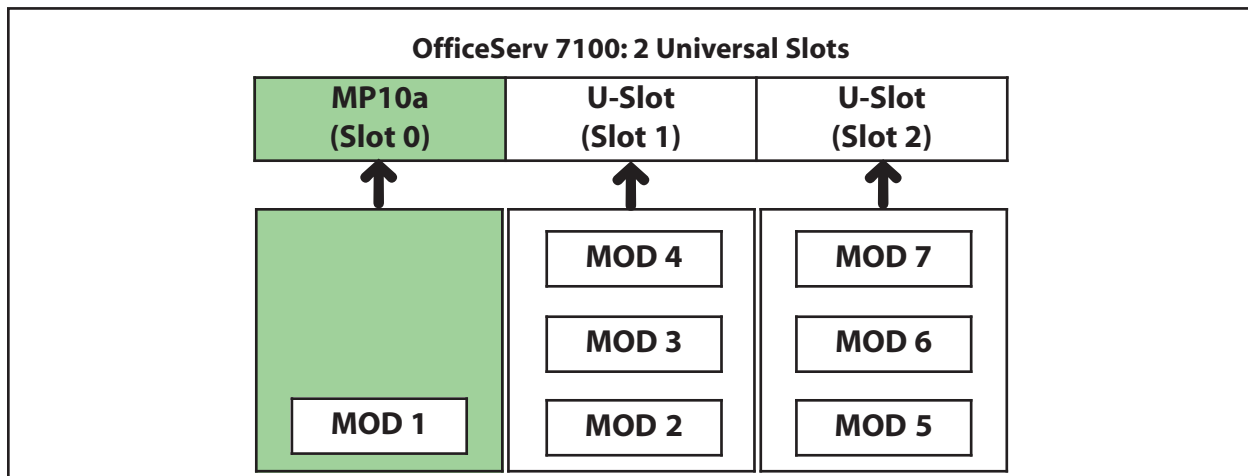 OfficeServ 7100: 2 Universal Slots
MP10a
(Slot 0)
U-Slot
(Slot 1)
U-Slot
(Slot 2)
MOD 1
MOD 4
MOD 3
MOD 2
MOD 7
MOD 6
MOD 5